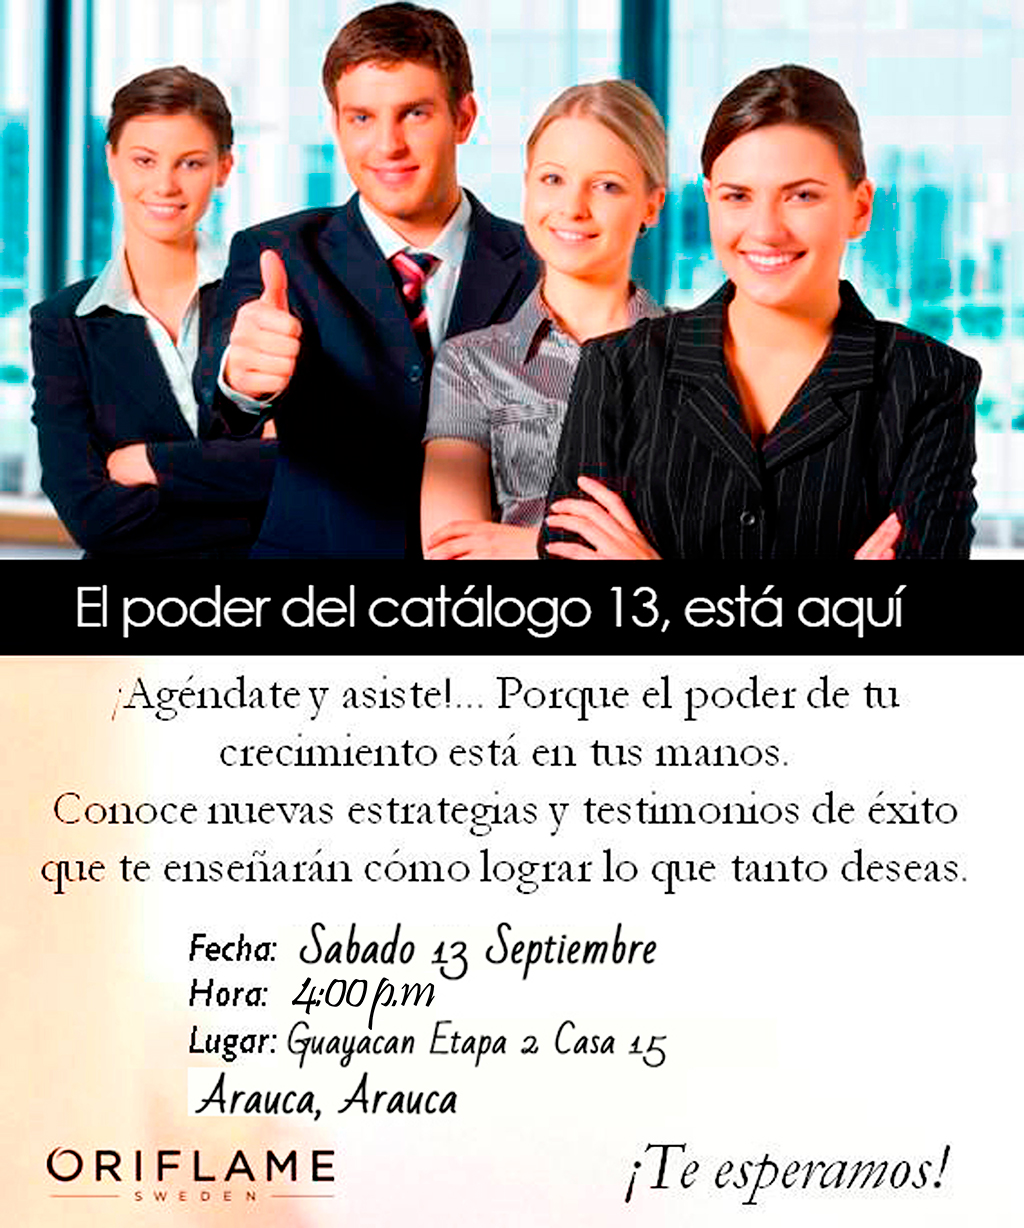 El poder del catálogo 13, está aquí
¡Agéndate y asiste!... Porque el poder de tu
crecimiento está en tus manos.
Conoce nuevas estrategias y testimonios de éxito
que te enseñarán cómo lograr lo que tanto deseas.
Fecha: Sabado 13 Septiembre
Hora: 4:00 p.m
Lugar: Guayacan Etapa 2 Casa 15
Arauca, Arauca
ORIFLAME
SWEDEN
¡Te esperamos!